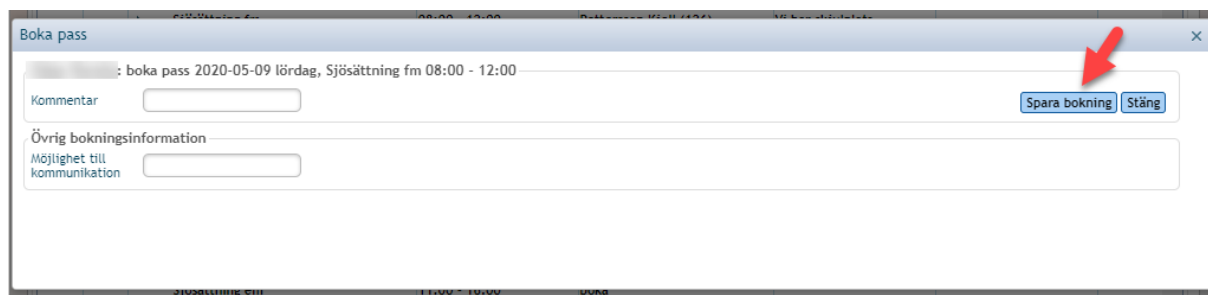 Boka pass
: boka pass 2020-05-09 lördag, Sjösättning fm 08:00 - 12:00
Kommentar
Spara bokning Stäng
Övrig bokningsinformation
Möjlighet till
kommunikation